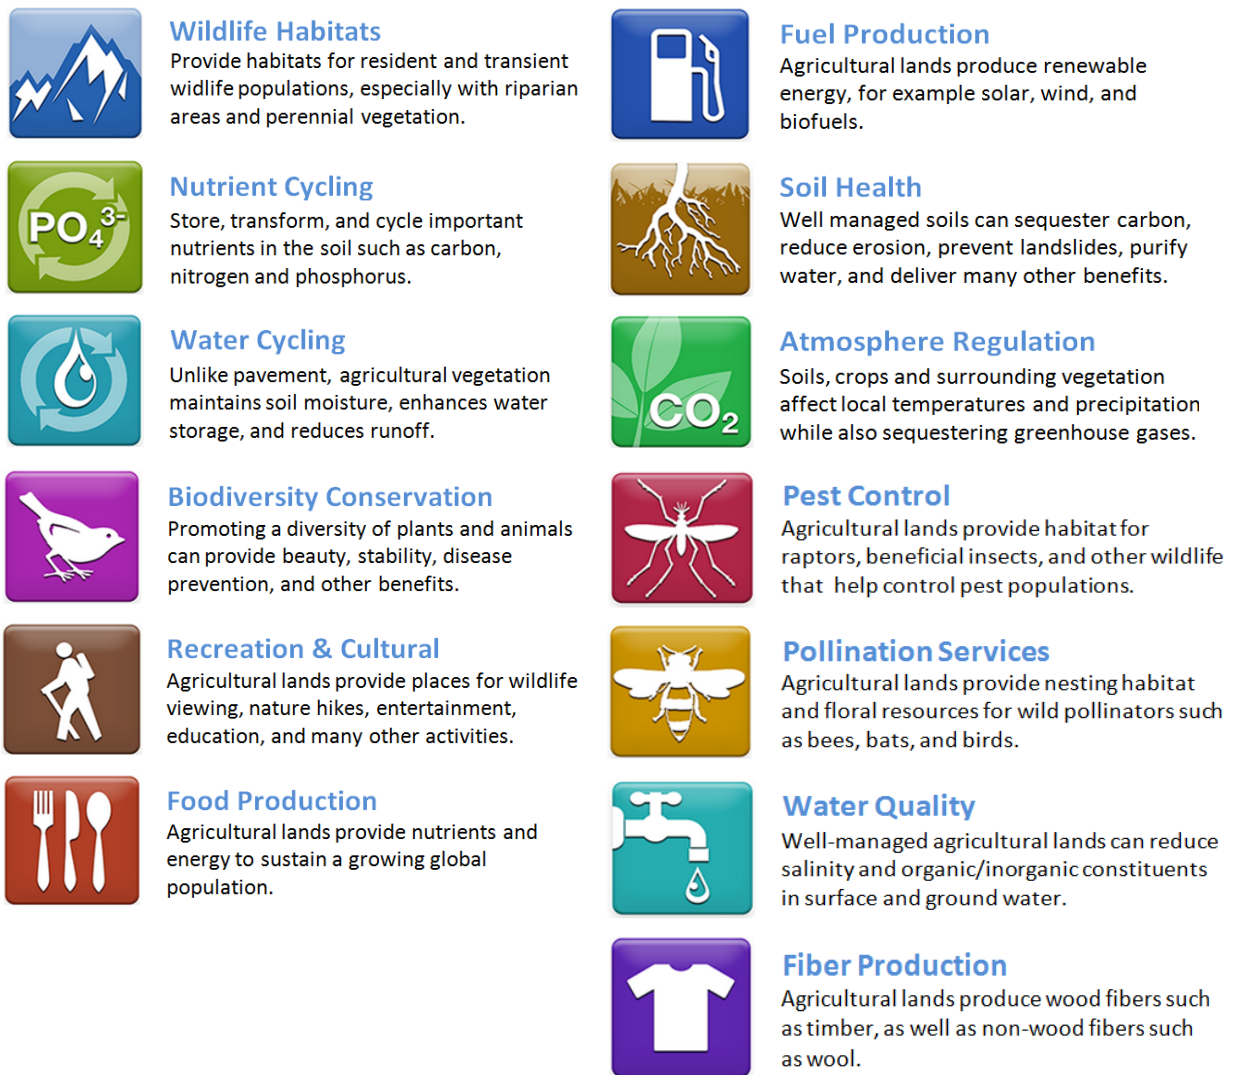 Wildlife Habitats
Provide habitats for resident and transient
widlife populations, especially with riparian
areas and perennial vegetation.
PO₄³⁻
Nutrient Cycling
Store, transform, and cycle important
nutrients in the soil such as carbon,
nitrogen and phosphorus.
Water Cycling
Unlike pavement, agricultural vegetation
maintains soil moisture, enhances water
storage, and reduces runoff.
Biodiversity Conservation
Promoting a diversity of plants and animals
can provide beauty, stability, disease
prevention, and other benefits.
Recreation & Cultural
Agricultural lands provide places for wildlife
viewing, nature hikes, entertainment,
education, and many other activities.
Food Production
Agricultural lands provide nutrients and
energy to sustain a growing global
population.
Fuel Production
Agricultural lands produce renewable
energy, for example solar, wind, and
biofuels.
Soil Health
Well managed soils can sequester carbon,
reduce erosion, prevent landslides, purify
water, and deliver many other benefits.
CO₂
Atmosphere Regulation
Soils, crops and surrounding vegetation
affect local temperatures and precipitation
while also sequestering greenhouse gases.
Pest Control
Agricultural lands provide habitat for
raptors, beneficial insects, and other wildlife
that help control pest populations.
Pollination Services
Agricultural lands provide nesting habitat
and floral resources for wild pollinators such
as bees, bats, and birds.
Water Quality
Well-managed agricultural lands can reduce
salinity and organic/inorganic constituents
in surface and ground water.
Fiber Production
Agricultural lands produce wood fibers such
as timber, as well as non-wood fibers such
as wool.